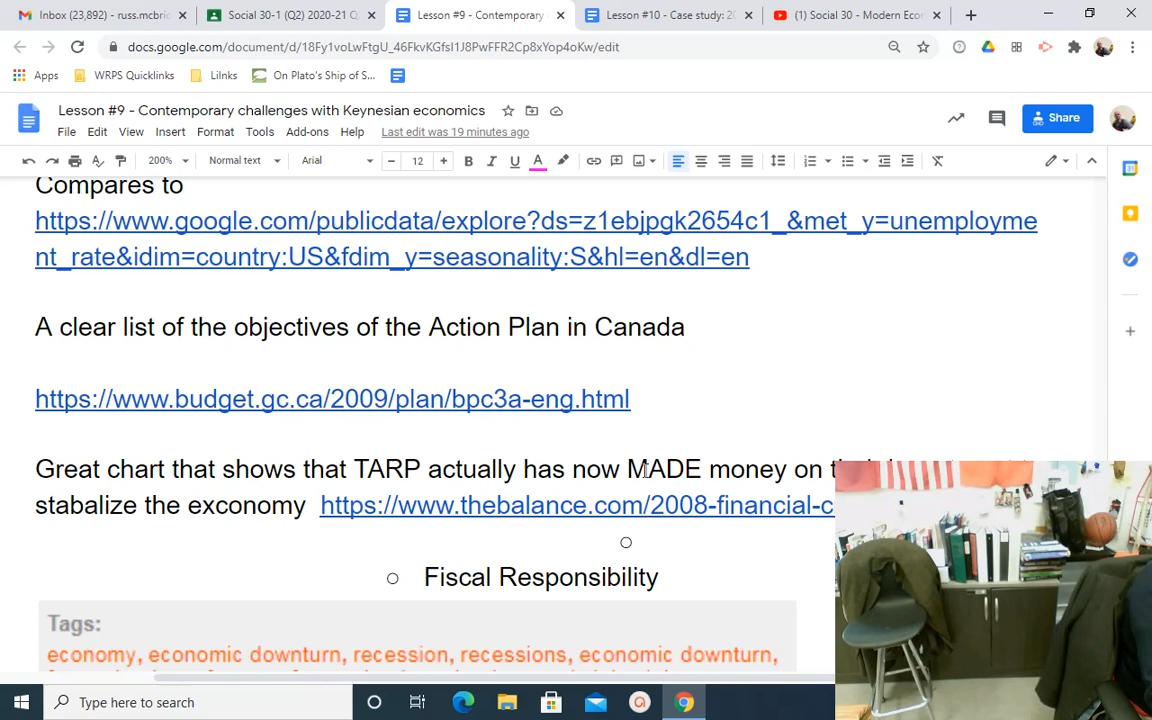 Inbox (23,892) - russ.mcbri
Social 30-1 (Q2) 2020-21 Q
Lesson #9 - Contemporary
Lesson #10 - Case study: 20
(1) Social 30 - Modern Eco
docs.google.com/document/d/18Fy1voLwFtgU_46FkvKGfsI1J8PwFFR2Cp8xYop4oKw/edit
Apps
WRPS Quicklinks
LiInks
On Plato's Ship of S...
Lesson #9 - Contemporary challenges with Keynesian economics
File Edit View Insert Format Tools Add-ons Help Last edit was 19 minutes ago
Share
200% Normal text Arial 12 B I U A
Compares to
https://www.google.com/publicdata/explore?ds=z1ebjpgk2654c1_&met_y=unemployme
nt_rate&idim=country:US&fdim_y=seasonality:S&hl=en&dl=en
A clear list of the objectives of the Action Plan in Canada
https://www.budget.gc.ca/2009/plan/bpc3a-eng.html
Great chart that shows that TARP actually has now MADE money on
stabalize the exconomy https://www.thebalance.com/2008-financial-c
Fiscal Responsibility
Tags:
economy, economic downturn, recession, recessions, economic downturn,
Type here to search